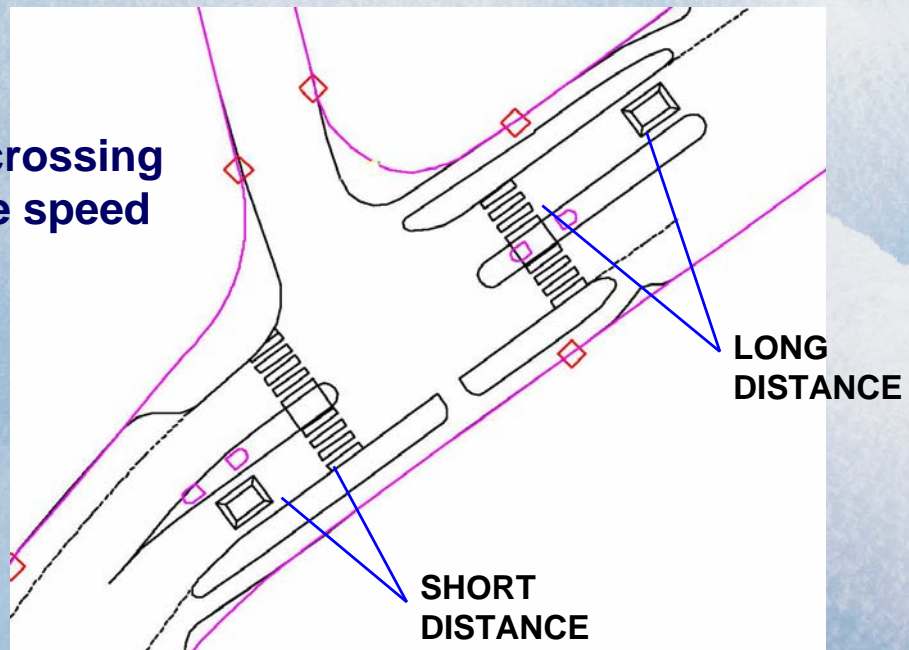 crossing
e speed
LONG
DISTANCE
SHORT
DISTANCE